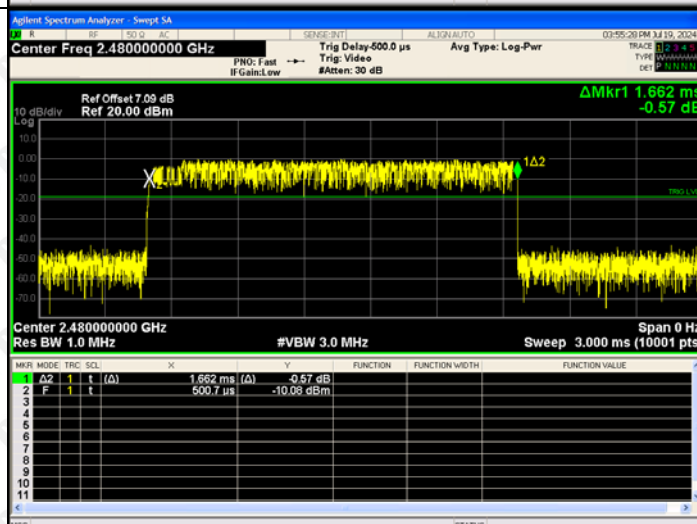 Agilent Spectrum Analyzer - Swept SA
R RF 50 Ω AC SENSE:INT ALIGNAUTO 03:55:28 PM Jul 19, 2024
Center Freq 2.480000000 GHz
PNO: Fast
IFGain:Low
Trig Delay-500.0 µs
Trig: Video
#Atten: 30 dB
Avg Type: Log-Pwr
TRACE 1 2 3 4 5
TYPE
DET P N N N N
ΔMkr1 1.662 ms
-0.57 dB
Ref Offset 7.09 dB
10 dB/div Ref 20.00 dBm
Log
10.0
0.00
1Δ2
-10.0
2
TRIG LVL
-20.0
-30.0
-40.0
-50.0
-60.0
-70.0
Center 2.480000000 GHz Span 0 Hz
Res BW 1.0 MHz #VBW 3.0 MHz Sweep 3.000 ms (10001 pts
MKR MODE TRC SCL X Y FUNCTION FUNCTION WIDTH FUNCTION VALUE
1 Δ2 1 t (Δ) 1.662 ms (Δ) -0.57 dB
2 F 1 t 500.7 µs -10.08 dBm
3
4
5
6
7
8
9
10
11